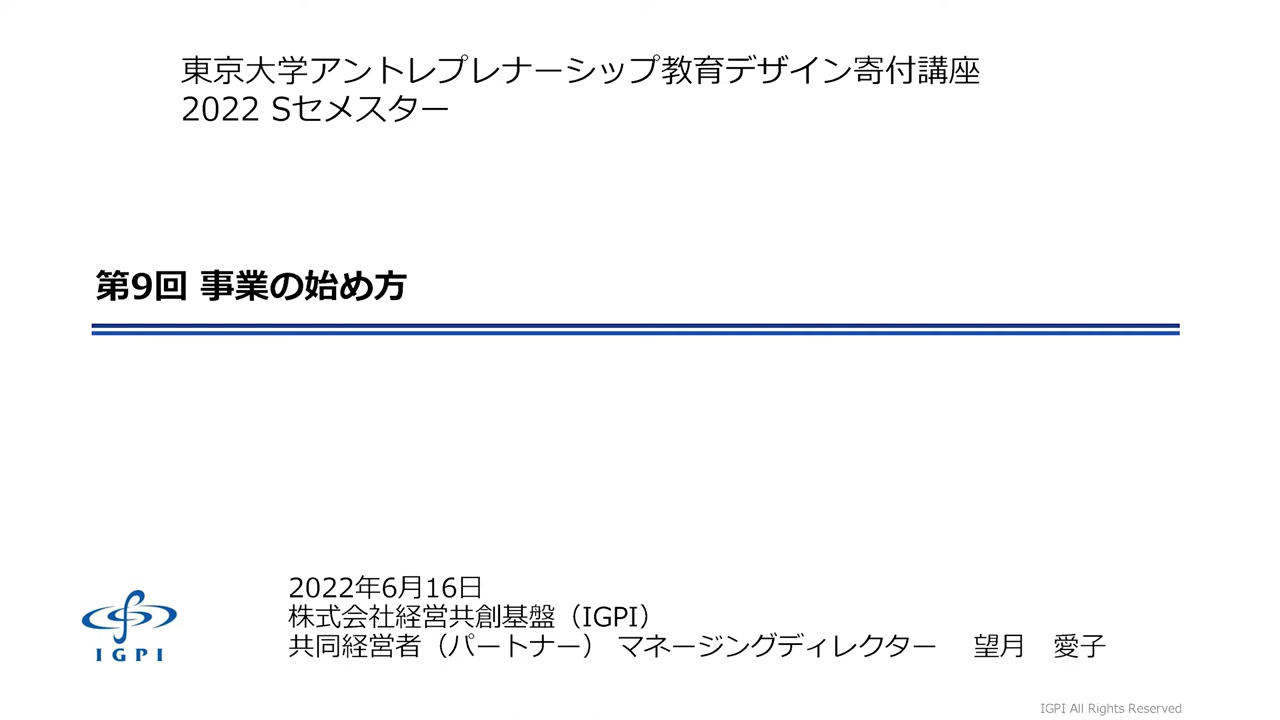 東京大学アントレプレナーシップ教育デザイン寄付講座
2022 Sセメスター
第9回 事業の始め方
2022年6月16日
株式会社経営共創基盤（IGPI）
共同経営者（パートナー） マネージングディレクター　望月　愛子
IGPI
IGPI All Rights Reserved